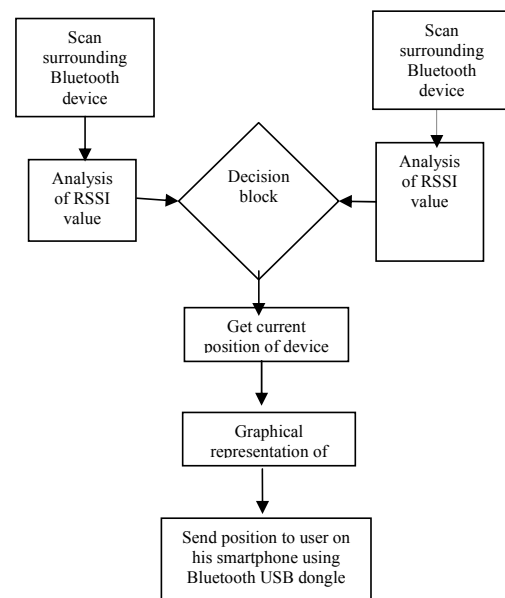 Scan
surrounding
Bluetooth
device
Scan
surrounding
Bluetooth
device
Analysis
of RSSI
value
Decision
block
Analysis
of RSSI
value
Get current
position of device
Graphical
representation of
Send position to user on
his smartphone using
Bluetooth USB dongle